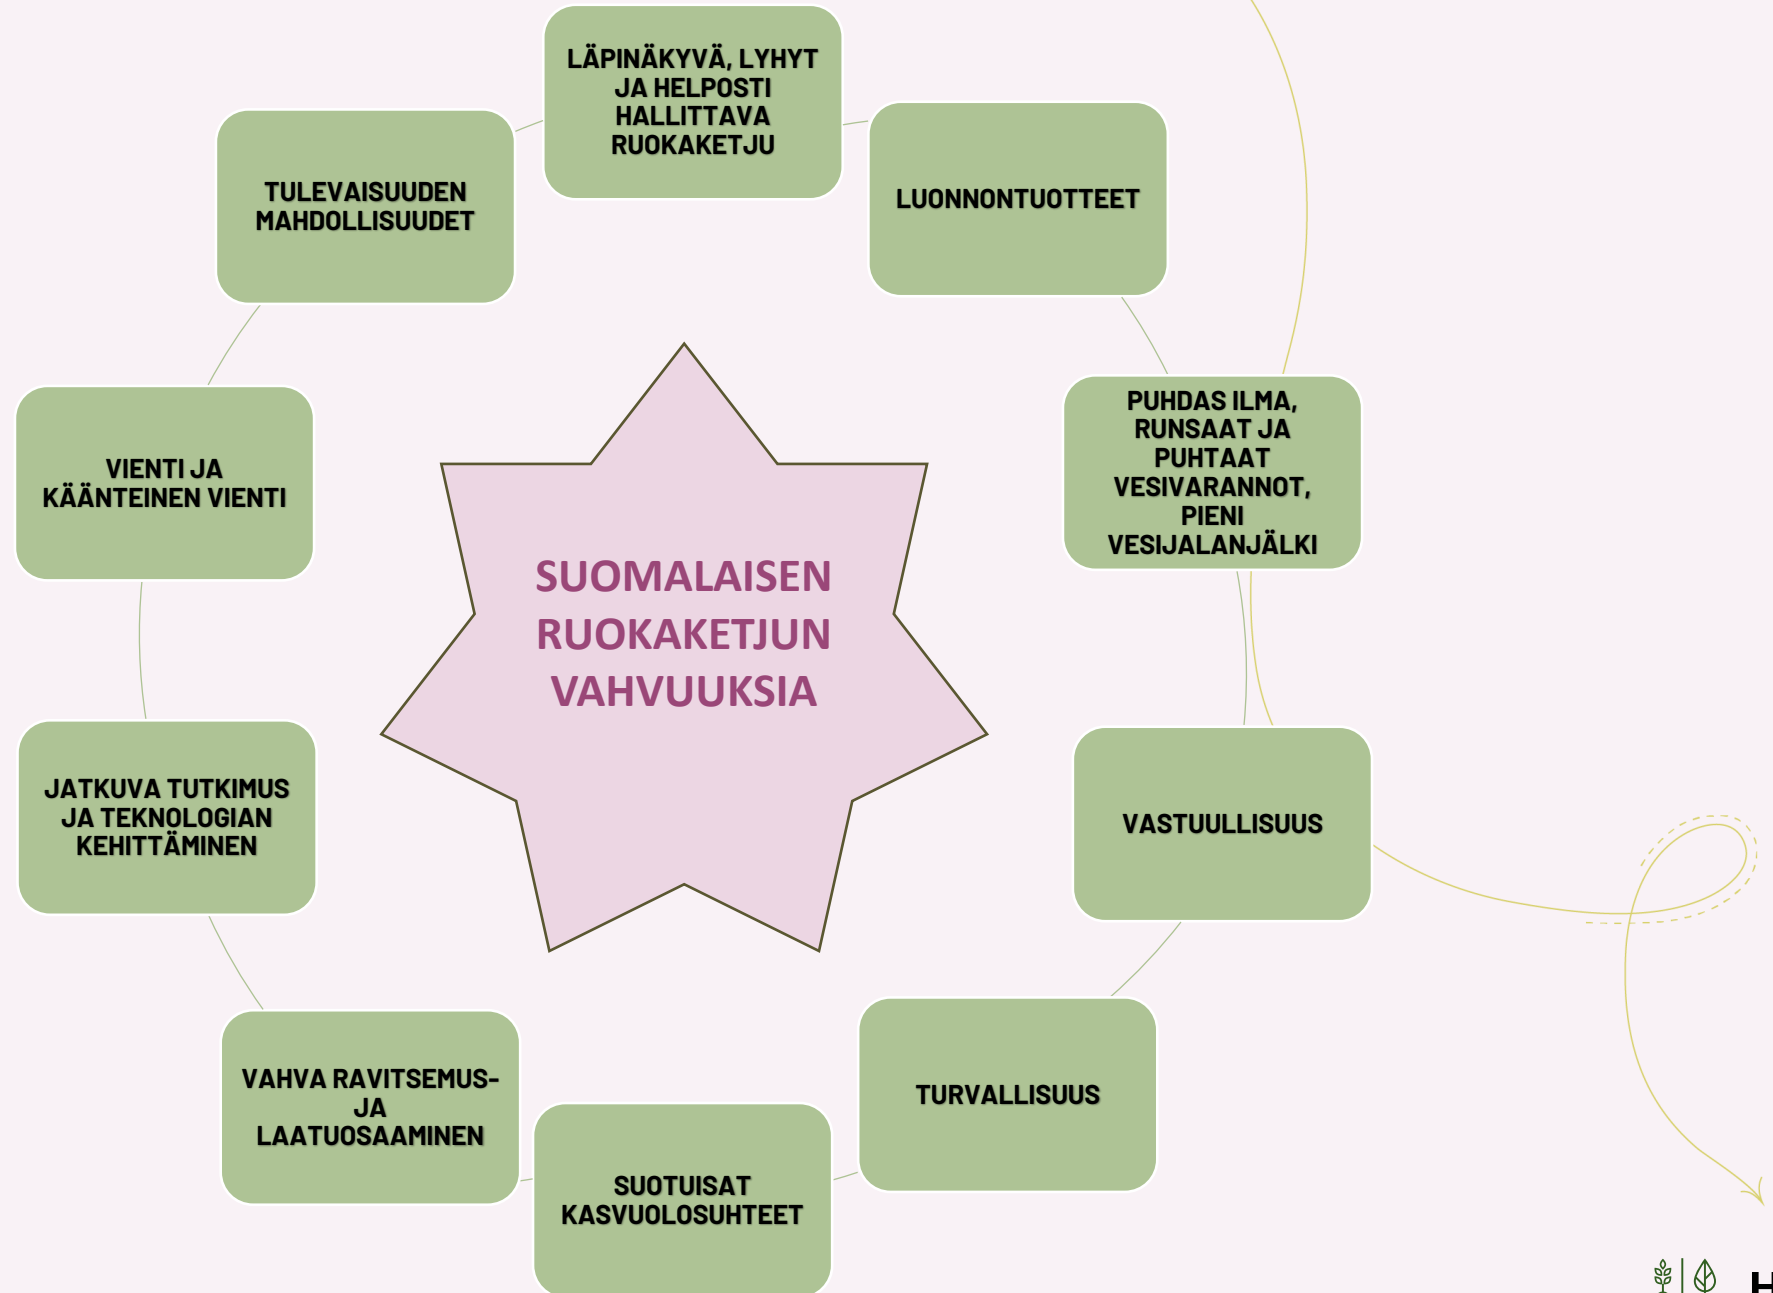 LÄPINÄKYVÄ, LYHYT
JA HELPOSTI
HALLITTAVA
RUOKAKETJU
LUONNONTUOTTEET
PUHDAS ILMA,
RUNSAAT JA
PUHTAAT
VESIVARANNOT,
PIENI
VESIJALANJÄLKI
VASTUULLISUUS
TURVALLISUUS
SUOTUISAT
KASVUOLOSUHTEET
VAHVA RAVITSEMUS-
JA
LAATUOSAAMINEN
JATKUVA TUTKIMUS
JA TEKNOLOGIAN
KEHITTÄMINEN
VIENTI JA
KÄÄNTEINEN VIENTI
TULEVAISUUDEN
MAHDOLLISUUDET
SUOMALAISEN
RUOKAKETJUN
VAHVUUKSIA